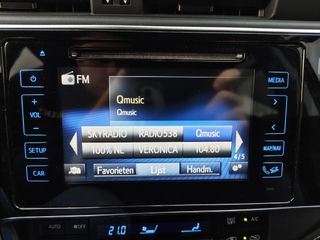 FM
MEDIA
VOL
SETUP
CAR
MAP/NAV
Qmusic
Qmusic
SKYRADIO RADIO538 Qmusic
100% NL VERONICA 104.80
4/5
Favorieten Lijst Handm.
AUTO OFF 21.0 A/C